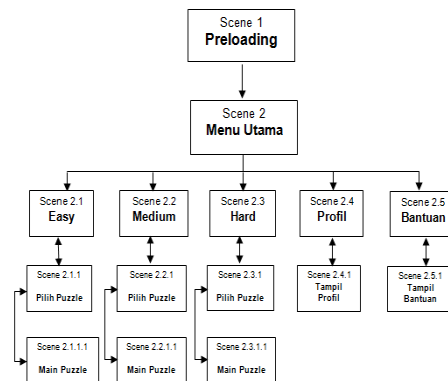 Scene 1
Preloading
Scene 2
Menu Utama
Scene 2.1
Easy
Scene 2.2
Medium
Scene 2.3
Hard
Scene 2.4
Profil
Scene 2.5
Bantuan
Scene 2.1.1
Pilih Puzzle
Scene 2.2.1
Pilih Puzzle
Scene 2.3.1
Pilih Puzzle
Scene 2.4.1
Tampil
Profil
Scene 2.5.1
Tampil
Bantuan
Scene 2.1.1.1
Main Puzzle
Scene 2.2.1.1
Main Puzzle
Scene 2.3.1.1
Main Puzzle